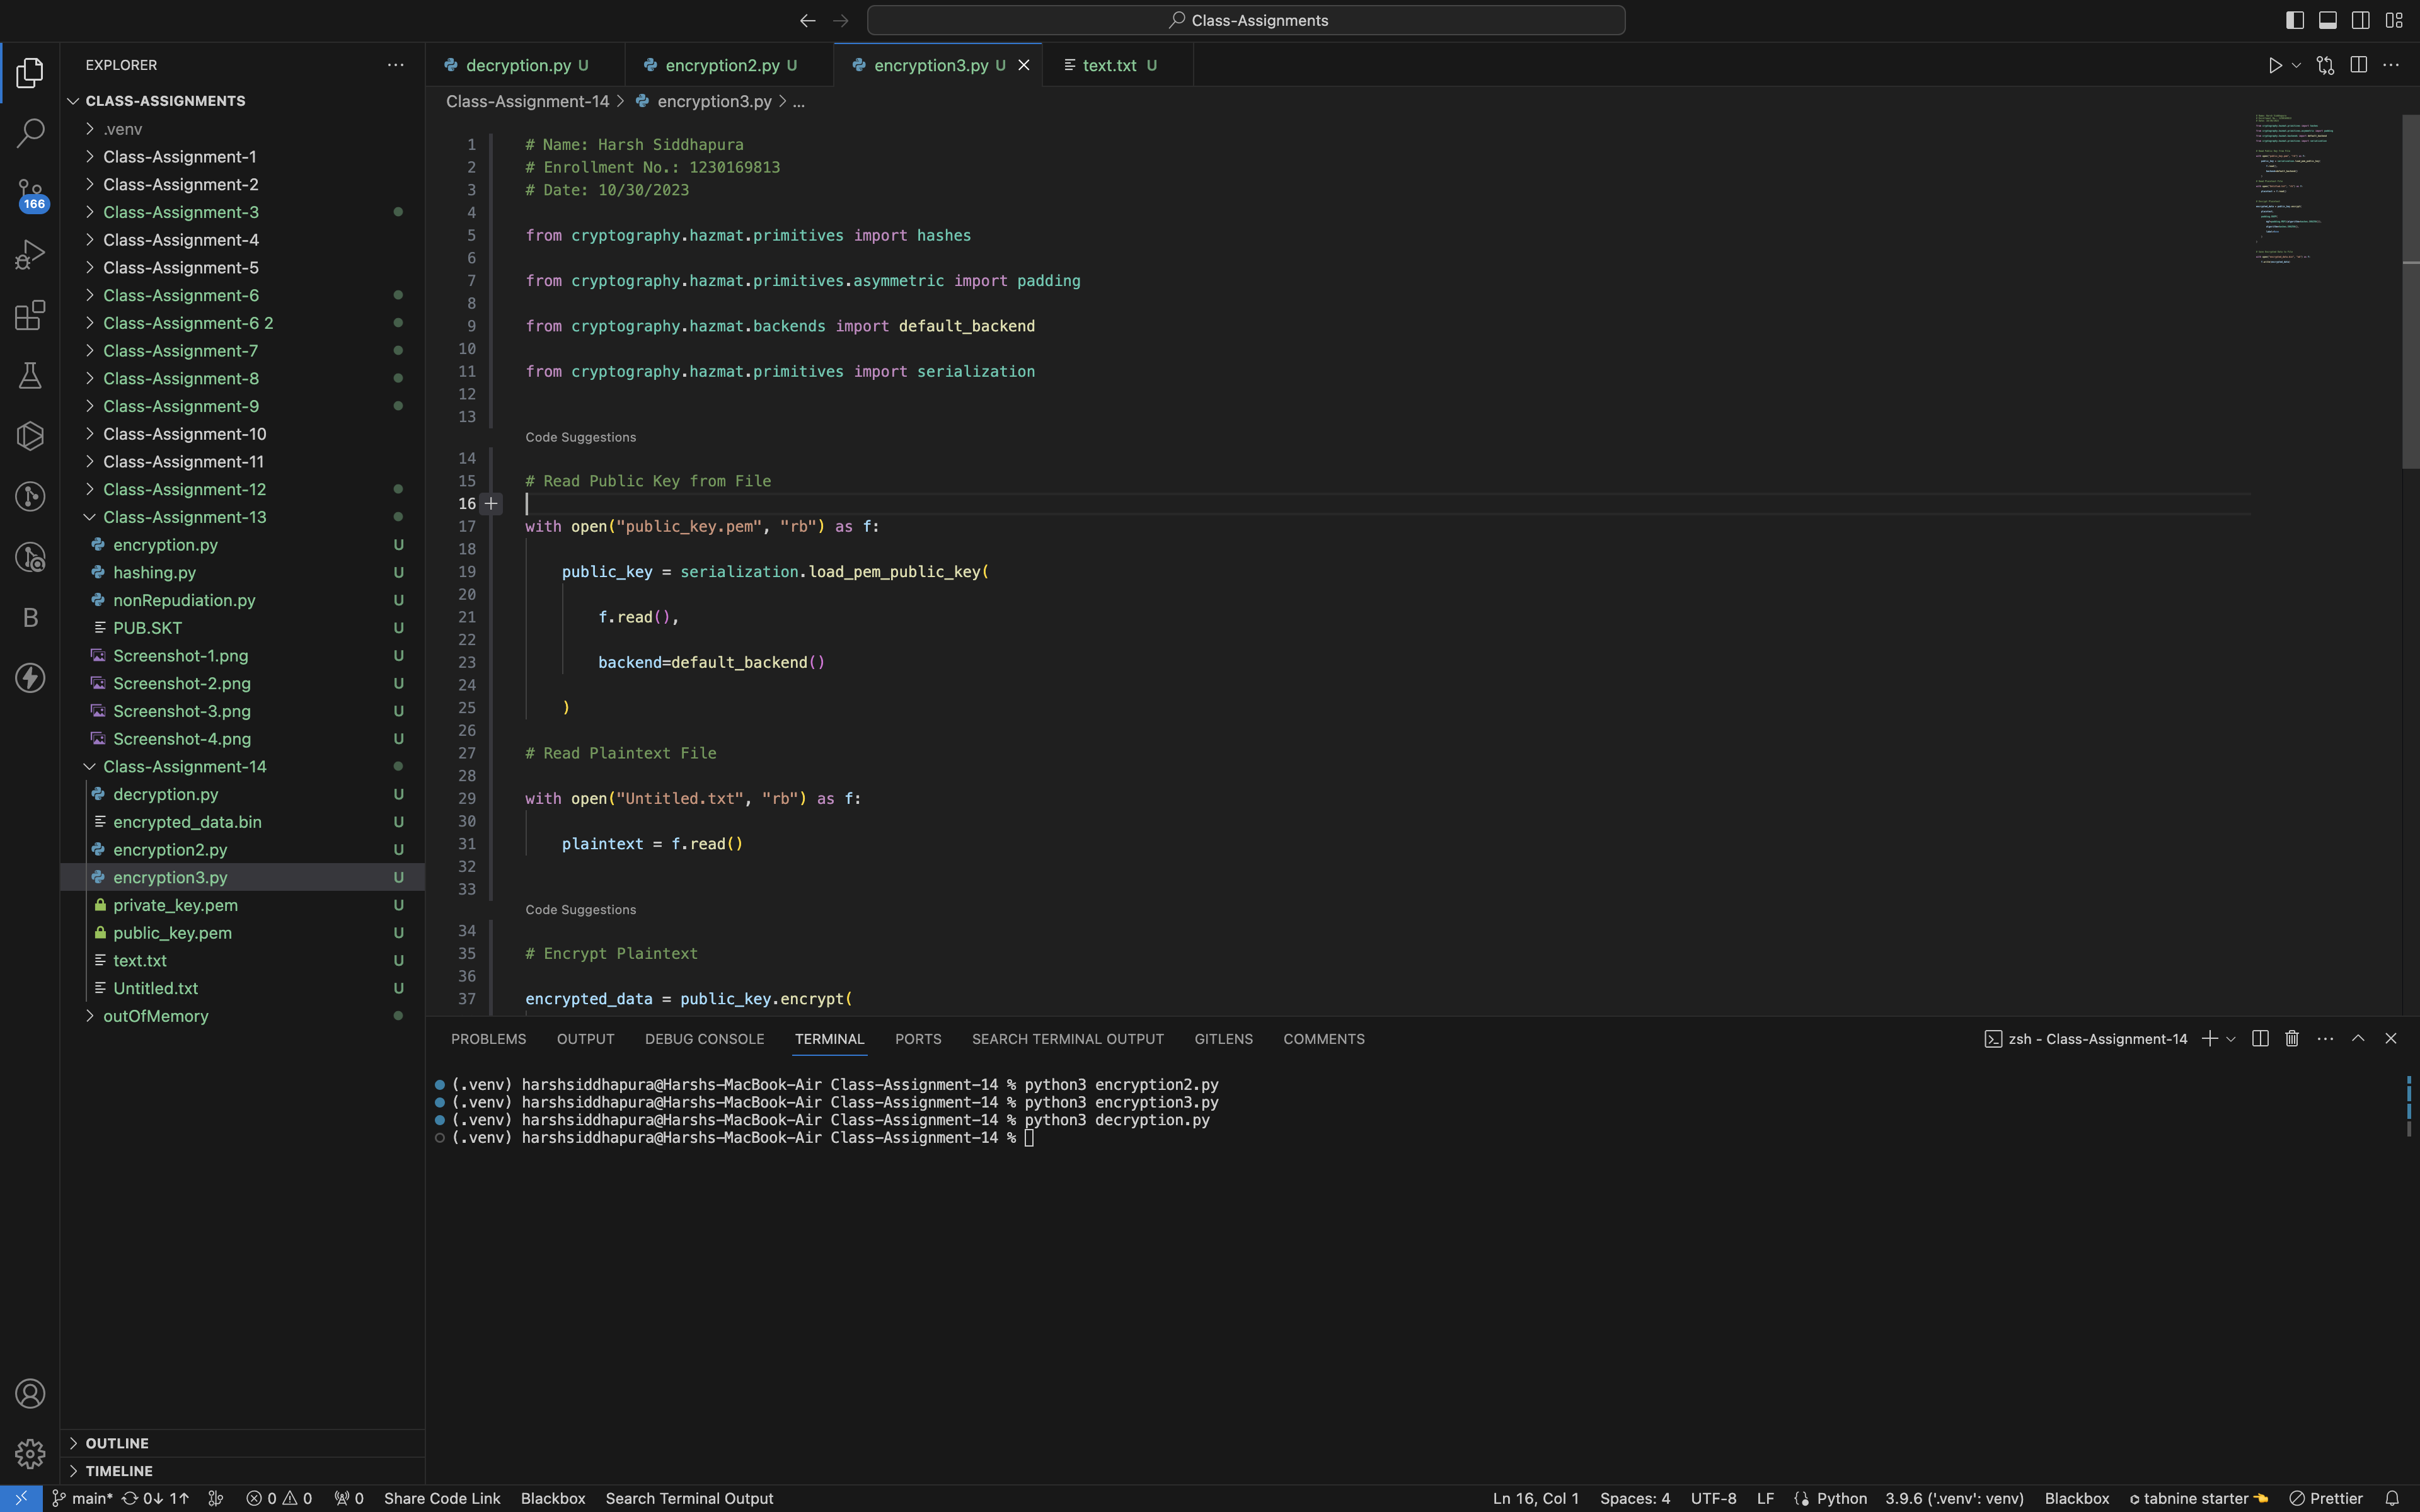 Class-Assignments
EXPLORER
CLASS-ASSIGNMENTS
.venv
Class-Assignment-1
Class-Assignment-2
Class-Assignment-3
Class-Assignment-4
Class-Assignment-5
Class-Assignment-6
Class-Assignment-6 2
Class-Assignment-7
Class-Assignment-8
Class-Assignment-9
Class-Assignment-10
Class-Assignment-11
Class-Assignment-12
Class-Assignment-13
encryption.py U
hashing.py U
nonRepudiation.py U
PUB.SKT U
Screenshot-1.png U
Screenshot-2.png U
Screenshot-3.png U
Screenshot-4.png U
Class-Assignment-14
decryption.py U
encrypted_data.bin U
encryption2.py U
encryption3.py U
private_key.pem U
public_key.pem U
text.txt U
Untitled.txt U
outOfMemory
OUTLINE
TIMELINE
166
B
decryption.py U encryption2.py U encryption3.py U text.txt U
Class-Assignment-14 > encryption3.py > ...
1 # Name: Harsh Siddhapura
2 # Enrollment No.: 1230169813
3 # Date: 10/30/2023
4
5 from cryptography.hazmat.primitives import hashes
6
7 from cryptography.hazmat.primitives.asymmetric import padding
8
9 from cryptography.hazmat.backends import default_backend
10
11 from cryptography.hazmat.primitives import serialization
12
13
Code Suggestions
14
15 # Read Public Key from File
16
17 with open("public_key.pem", "rb") as f:
18
19 public_key = serialization.load_pem_public_key(
20
21 f.read(),
22
23 backend=default_backend()
24
25 )
26
27 # Read Plaintext File
28
29 with open("Untitled.txt", "rb") as f:
30
31 plaintext = f.read()
32
33
Code Suggestions
34
35 # Encrypt Plaintext
36
37 encrypted_data = public_key.encrypt(
PROBLEMS OUTPUT DEBUG CONSOLE TERMINAL PORTS SEARCH TERMINAL OUTPUT GITLENS COMMENTS zsh - Class-Assignment-14
(.venv) harshsiddhapura@Harshs-MacBook-Air Class-Assignment-14 % python3 encryption2.py
(.venv) harshsiddhapura@Harshs-MacBook-Air Class-Assignment-14 % python3 encryption3.py
(.venv) harshsiddhapura@Harshs-MacBook-Air Class-Assignment-14 % python3 decryption.py
(.venv) harshsiddhapura@Harshs-MacBook-Air Class-Assignment-14 %
main* 0↓ 1↑ 0 0 0 Share Code Link Blackbox Search Terminal Output Ln 16, Col 1 Spaces: 4 UTF-8 LF Python 3.9.6 ('.venv': venv) Blackbox tabnine starter Prettier